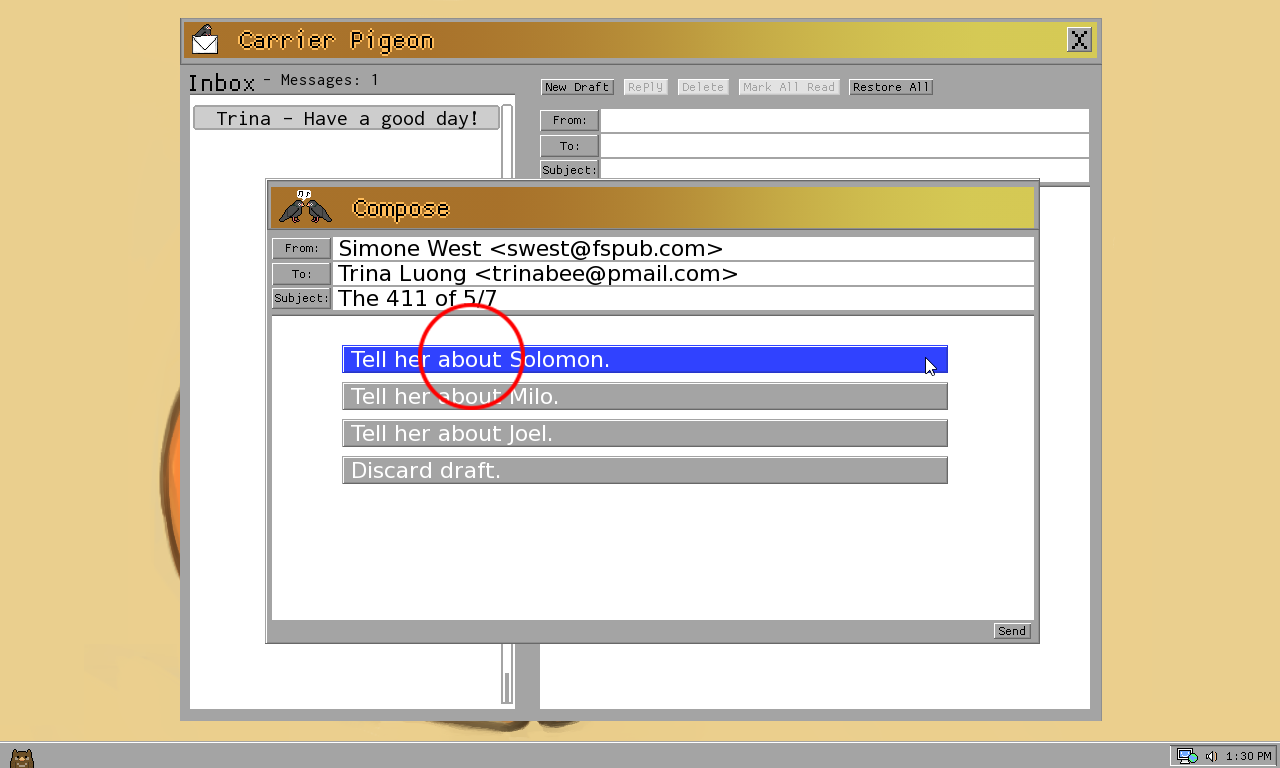 Carrier Pigeon
X
Inbox - Messages: 1
New Draft RePly Delete Mark All Read Restore All
Trina - Have a good day!
From:
To:
Subject:
Compose
From: Simone West <swest@fspub.com>
To: Trina Luong <trinabee@pmail.com>
Subject: The 411 of 5/7
Tell her about Solomon.
Tell her about Milo.
Tell her about Joel.
Discard draft.
Send
1:30 PM